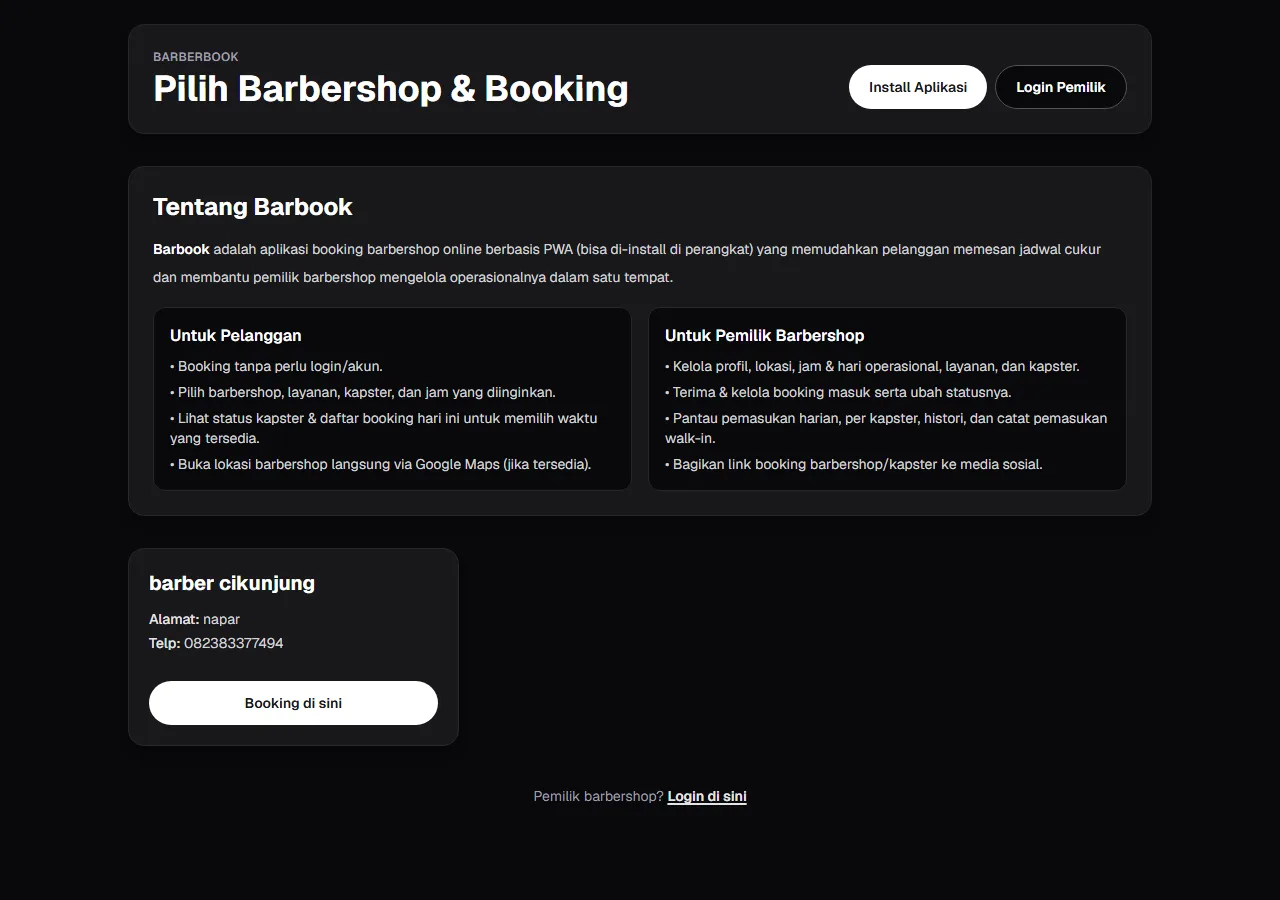 BARBERBOOK
Pilih Barbershop & Booking
Install Aplikasi
Login Pemilik
Tentang Barbook
Barbook adalah aplikasi booking barbershop online berbasis PWA (bisa di-install di perangkat) yang memudahkan pelanggan memesan jadwal cukur
dan membantu pemilik barbershop mengelola operasionalnya dalam satu tempat.
Untuk Pelanggan
• Booking tanpa perlu login/akun.
• Pilih barbershop, layanan, kapster, dan jam yang diinginkan.
• Lihat status kapster & daftar booking hari ini untuk memilih waktu
yang tersedia.
• Buka lokasi barbershop langsung via Google Maps (jika tersedia).
Untuk Pemilik Barbershop
• Kelola profil, lokasi, jam & hari operasional, layanan, dan kapster.
• Terima & kelola booking masuk serta ubah statusnya.
• Pantau pemasukan harian, per kapster, histori, dan catat pemasukan
walk-in.
• Bagikan link booking barbershop/kapster ke media sosial.
barber cikunjung
Alamat: napar
Telp: 082383377494
Booking di sini
Pemilik barbershop? Login di sini